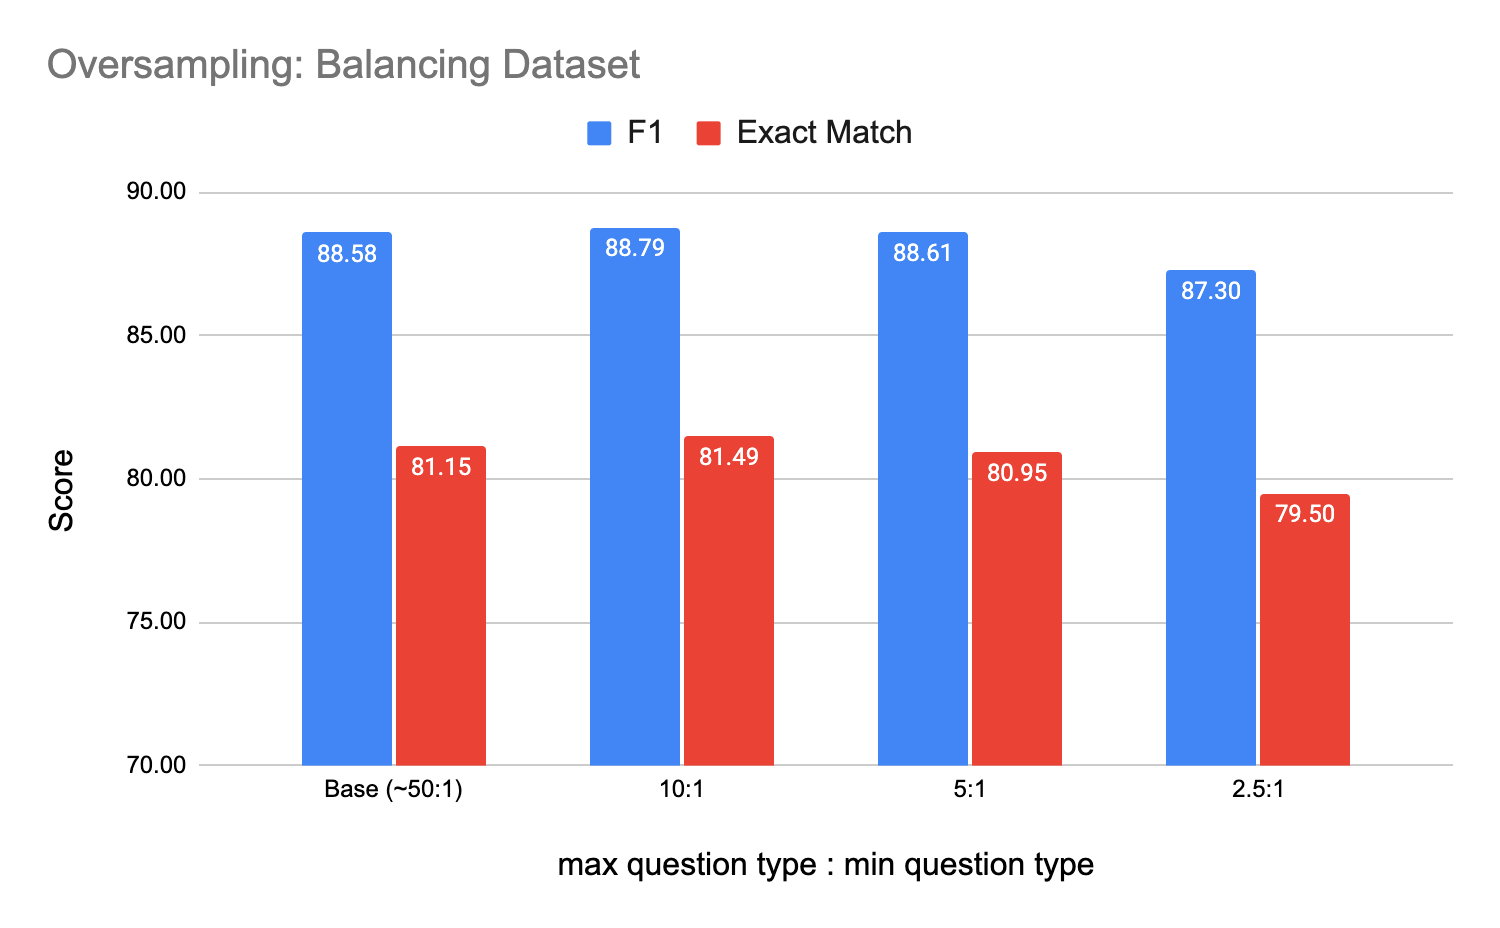 Oversampling: Balancing Dataset
F1 Exact Match
90.00
85.00
80.00
75.00
70.00
Score
88.58
81.15
88.79
81.49
88.61
80.95
87.30
79.50
Base (~50:1) 10:1 5:1 2.5:1
max question type : min question type